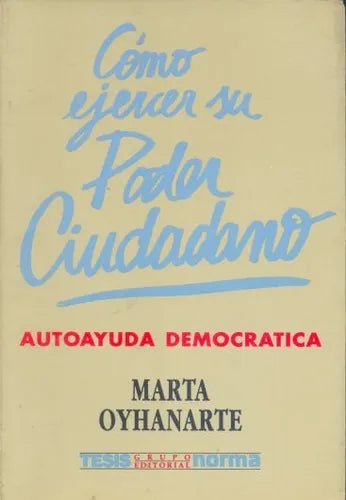 Cómo
ejercer su
Poder
Ciudadano
AUTOAYUDA DEMOCRATICA
MARTA
OYHANARTE
TESIS GRUPO EDITORIAL norma